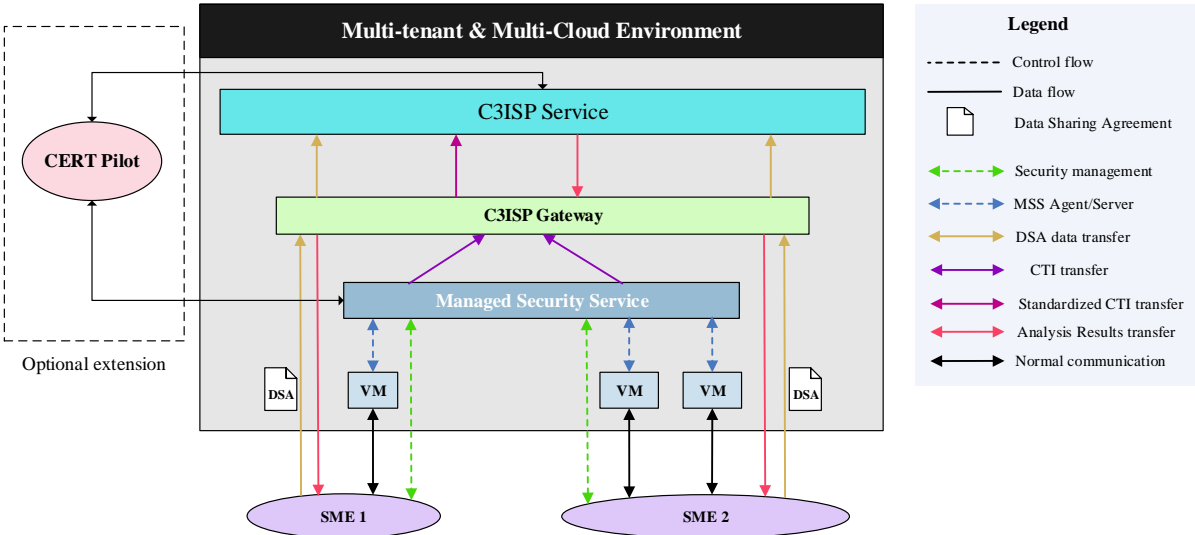 Multi-tenant & Multi-Cloud Environment
C3ISP Service
CERT Pilot
C3ISP Gateway
Managed Security Service
Optional extension
DSA
VM
VM
VM
DSA
SME 1
SME 2
Legend
Control flow
Data flow
Data Sharing Agreement
Security management
MSS Agent/Server
DSA data transfer
CTI transfer
Standardized CTI transfer
Analysis Results transfer
Normal communication